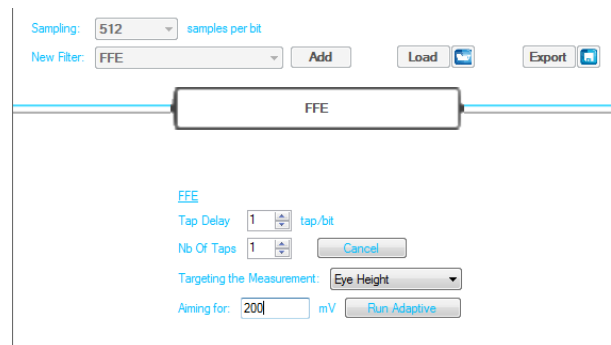 Sampling: 512 samples per bit
New Filter: FFE Add Load Export
FFE
FFE
Tap Delay 1 tap/bit
Nb Of Taps 1 Cancel
Targeting the Measurement: Eye Height
Aiming for: 200 mV Run Adaptive